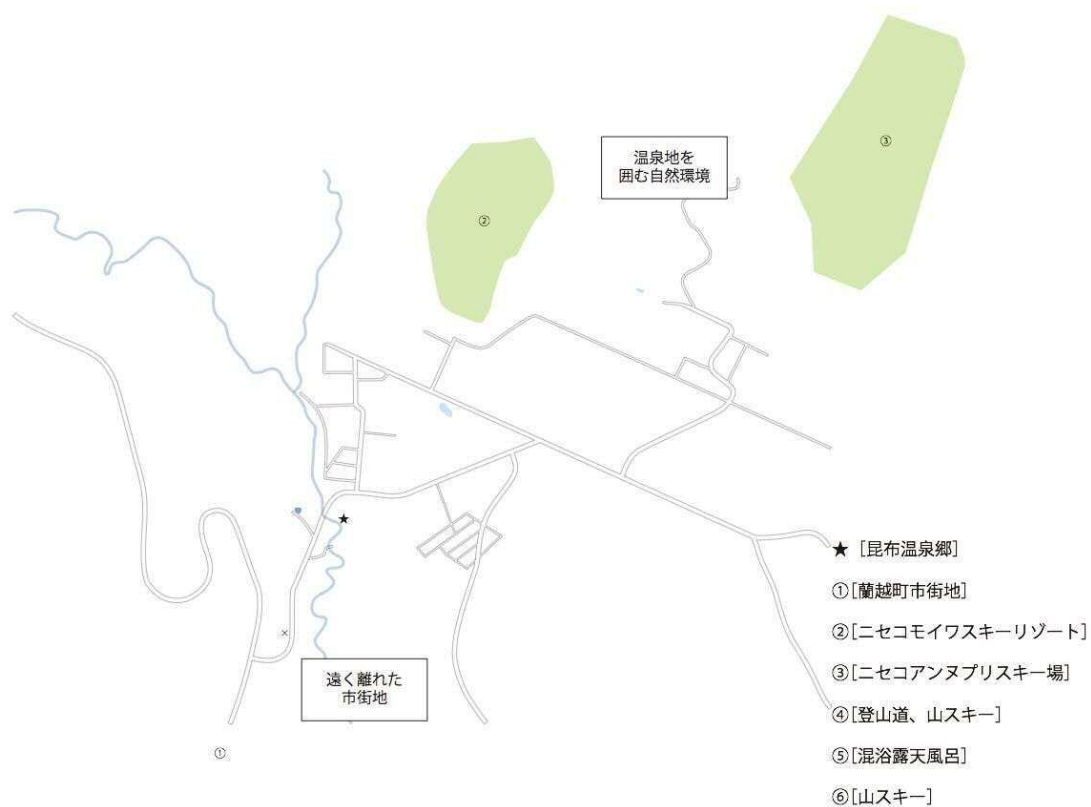 ③
温泉地を
囲む自然環境
②
★
★ [昆布温泉郷]
①[蘭越町市街地]
②[ニセコモイワスキーリゾート]
③[ニセコアンヌプリスキー場]
④[登山道、山スキー]
⑤[混浴露天風呂]
⑥[山スキー]
×
遠く離れた
市街地
①